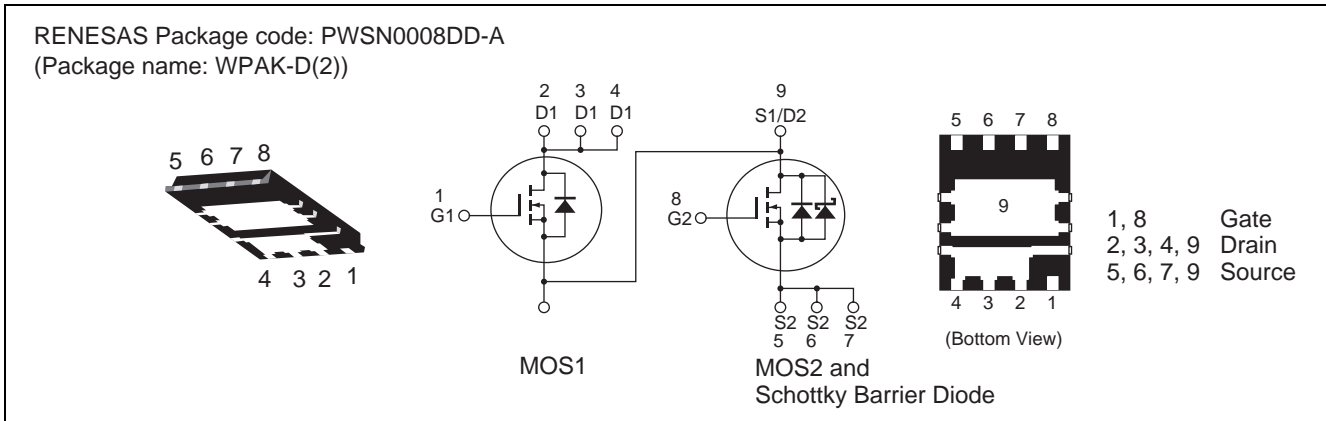 RENESAS Package code: PWSN0008DD-A
(Package name: WPAK-D(2))
5 6 7 8
4 3 2 1
2 3 4
D1 D1 D1
1
G1
MOS1
9
S1/D2
8
G2
S2 S2 S2
5 6 7
MOS2 and
Schottky Barrier Diode
5 6 7 8
9
4 3 2 1
(Bottom View)
1, 8 Gate
2, 3, 4, 9 Drain
5, 6, 7, 9 Source